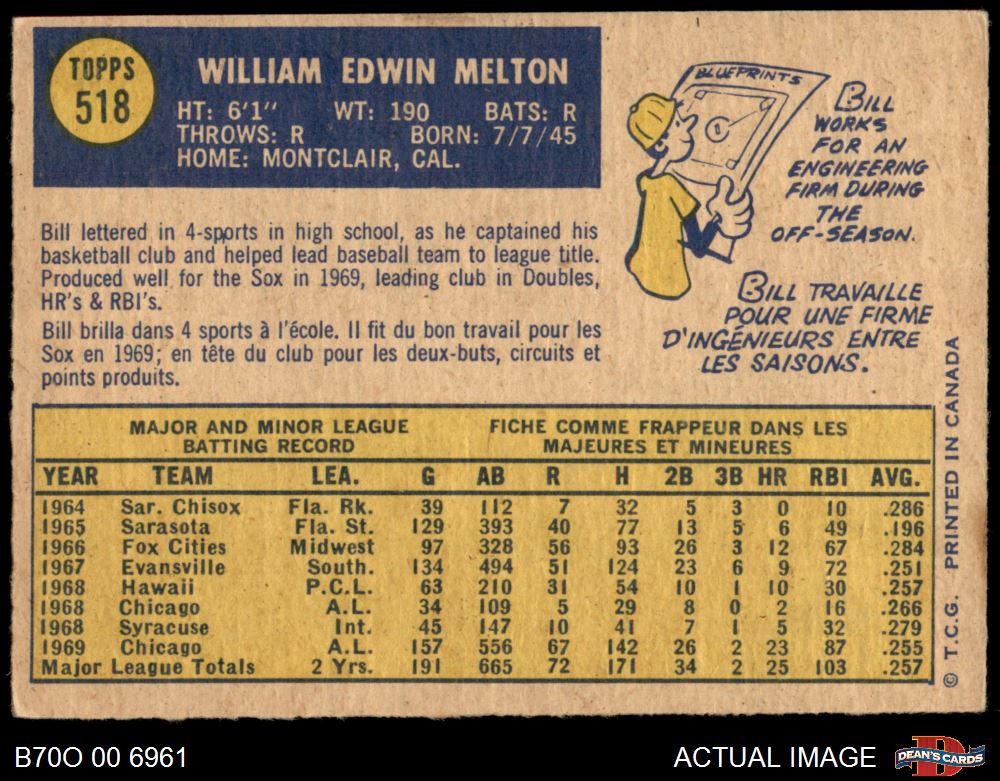 TOPPS
518
WILLIAM EDWIN MELTON
HT: 6'1" WT: 190 BATS: R
THROWS: R BORN: 7/7/45
HOME: MONTCLAIR, CAL.
BLUEPRINTS
BILL
WORKS
FOR AN
ENGINEERING
FIRM DURING
THE
OFF-SEASON.
BILL TRAVAILLE
POUR UNE FIRME
D'INGÉNIEURS ENTRE
LES SAISONS.
Bill lettered in 4-sports in high school, as he captained his
basketball club and helped lead baseball team to league title.
Produced well for the Sox in 1969, leading club in Doubles,
HR's & RBI's.
Bill brilla dans 4 sports à l'école. Il fit du bon travail pour les
Sox en 1969; en tête du club pour les deux-buts, circuits et
points produits.
MAJOR AND MINOR LEAGUE FICHE COMME FRAPPEUR DANS LES
BATTING RECORD MAJEURES ET MINEURES
YEAR TEAM LEA. G AB R H 2B 3B HR RBI AVG.
1964 Sar. Chisox Fla. Rk. 39 112 7 32 5 3 0 10 .286
1965 Sarasota Fla. St. 129 393 40 77 13 5 6 49 .196
1966 Fox Cities Midwest 97 328 56 93 26 3 12 67 .284
1967 Evansville South. 134 494 51 124 23 6 9 72 .251
1968 Hawaii P.C.L. 63 210 31 54 10 1 10 30 .257
1968 Chicago A.L. 34 109 5 29 8 0 2 16 .266
1968 Syracuse Int. 45 147 10 41 7 1 5 32 .279
1969 Chicago A.L. 157 556 67 142 26 2 23 87 .255
Major League Totals 2 Yrs. 191 665 72 171 34 2 25 103 .257
© T.C.G. PRINTED IN CANADA
B70O 00 6961
ACTUAL IMAGE
D
DEAN'S CARDS